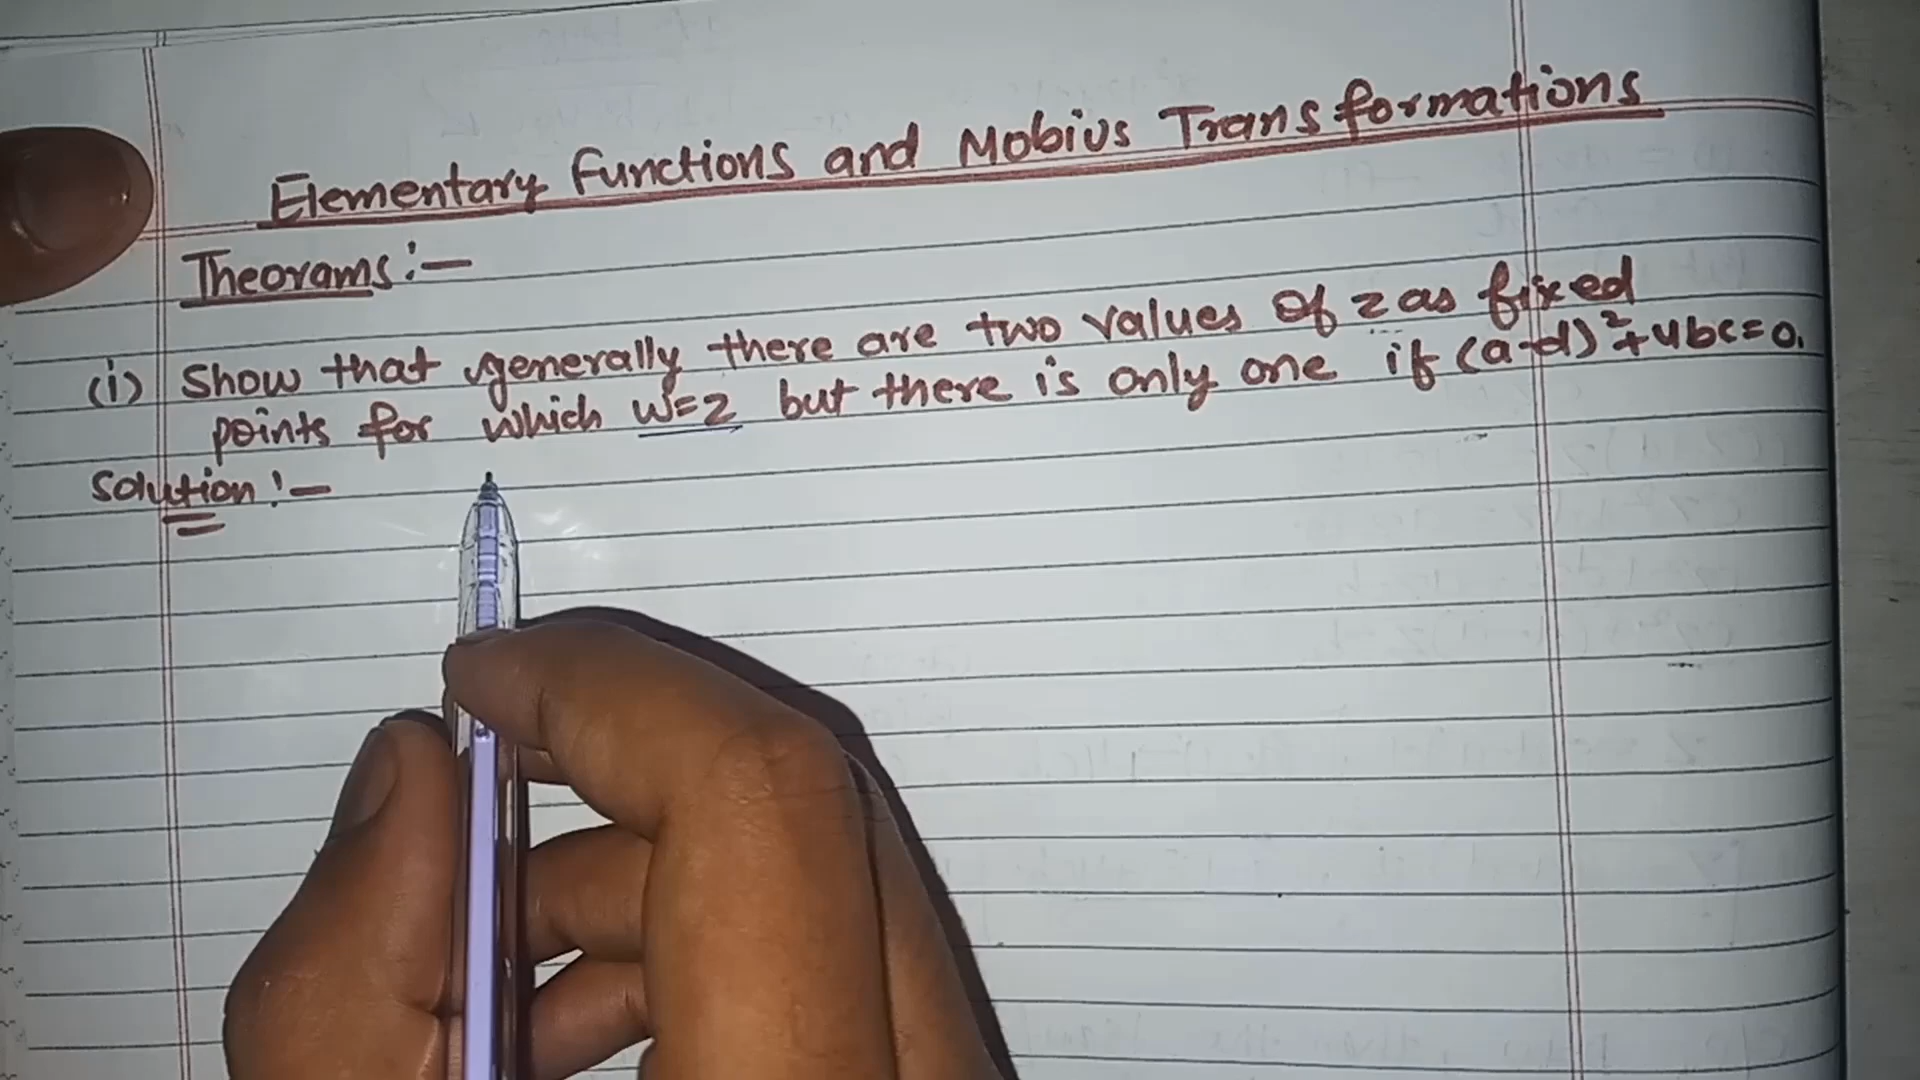 Elementary Functions and Mobius Transformations
Theorams:-
(i) Show that generally there are two values of z as fixed
points for which w=z but there is only one if (a-d)²+4bc=0.
Solution:-